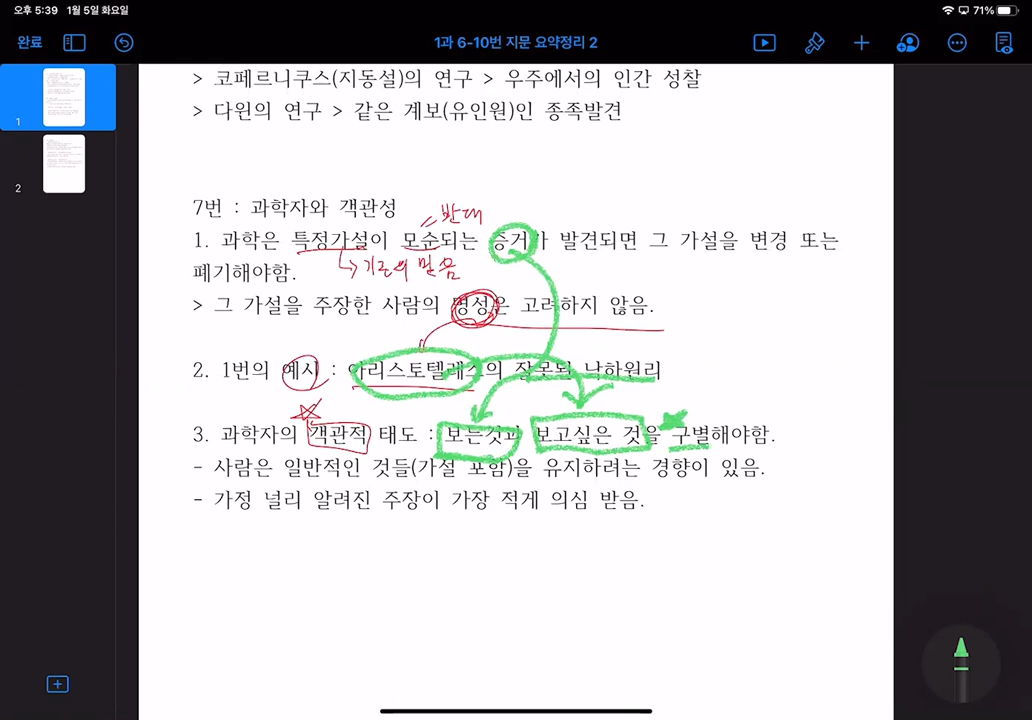 오후 5:39 1월 5일 화요일 71%
완료 1과 6-10번 지문 요약정리 2
1
2
> 코페르니쿠스(지동설)의 연구 > 우주에서의 인간 성찰
> 다윈의 연구 > 같은 계보(유인원)인 종족발견
7번 : 과학자와 객관성
반대
1. 과학은 특정가설이 모순되는 증거가 발견되면 그 가설을 변경 또는
폐기해야함.
기존의 믿음
> 그 가설을 주장한 사람의 명성은 고려하지 않음.
2. 1번의 예시 : 아리스토텔레스의 잘못된 낙하원리
3. 과학자의 객관적 태도 : 보는것과 보고싶은 것을 구별해야함.
- 사람은 일반적인 것들(가설 포함)을 유지하려는 경향이 있음.
- 가정 널리 알려진 주장이 가장 적게 의심 받음.